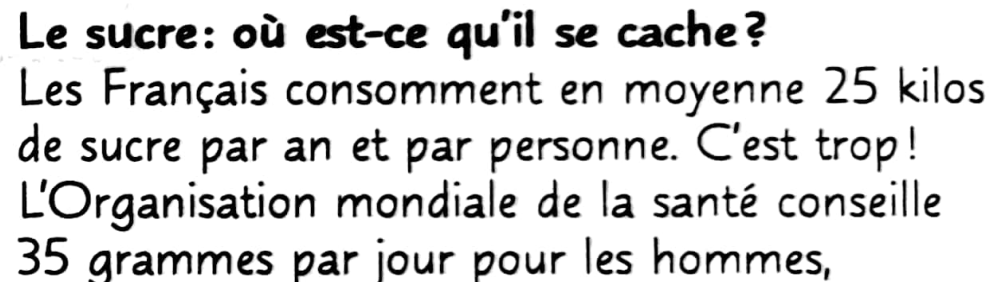 Le sucre: où est-ce qu'il se cache?
Les Français consomment en moyenne 25 kilos
de sucre par an et par personne. C'est trop!
L'Organisation mondiale de la santé conseille
35 grammes par jour pour les hommes,